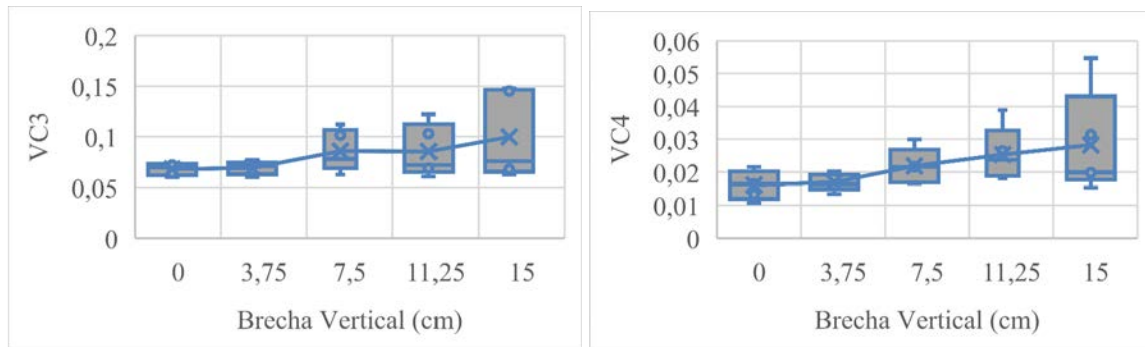 0,2
0,15
0,1
0,05
0
VC3
0 3,75 7,5 11,25 15
Brecha Vertical (cm)
0,06
0,05
0,04
0,03
0,02
0,01
0
VC4
0 3,75 7,5 11,25 15
Brecha Vertical (cm)